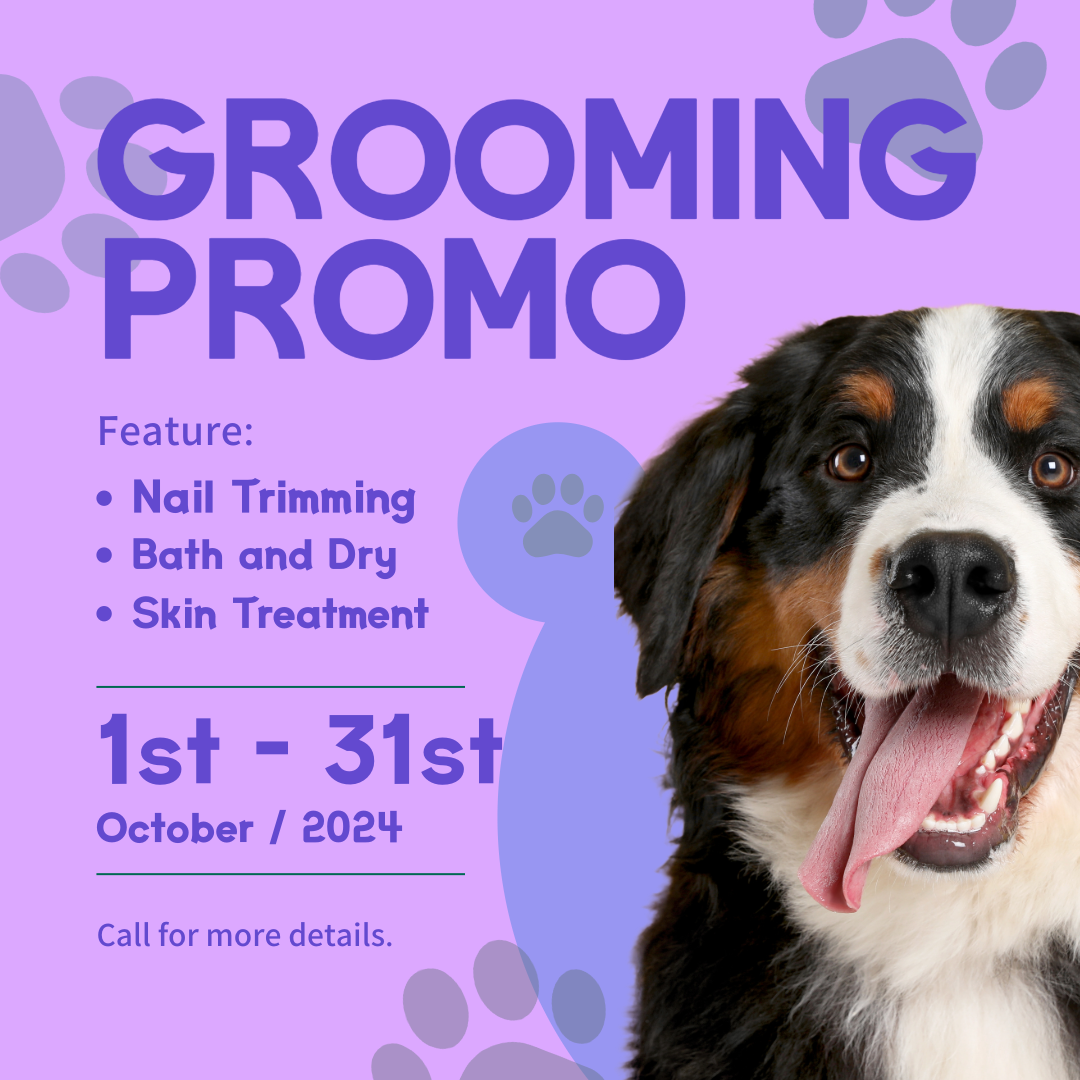 GROOMING
PROMO
Feature:
• Nail Trimming
• Bath and Dry
• Skin Treatment
1st - 31st
October / 2024
Call for more details.